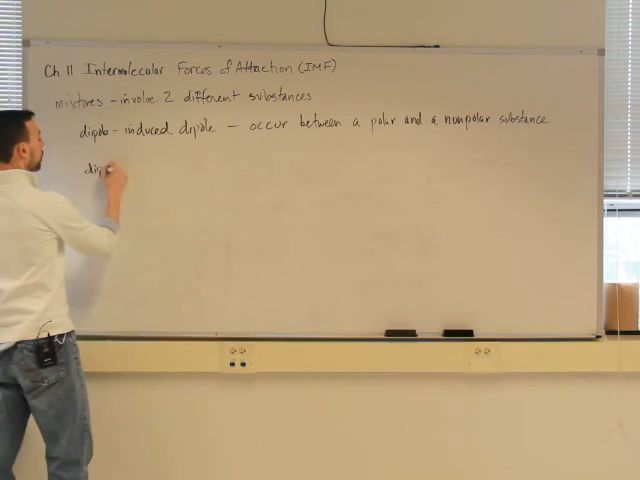 Ch 11 Intermolecular Forces of Attraction (IMF)
mixtures - involve 2 different substances
dipole - induced dipole - occur between a polar and a nonpolar substance
dip